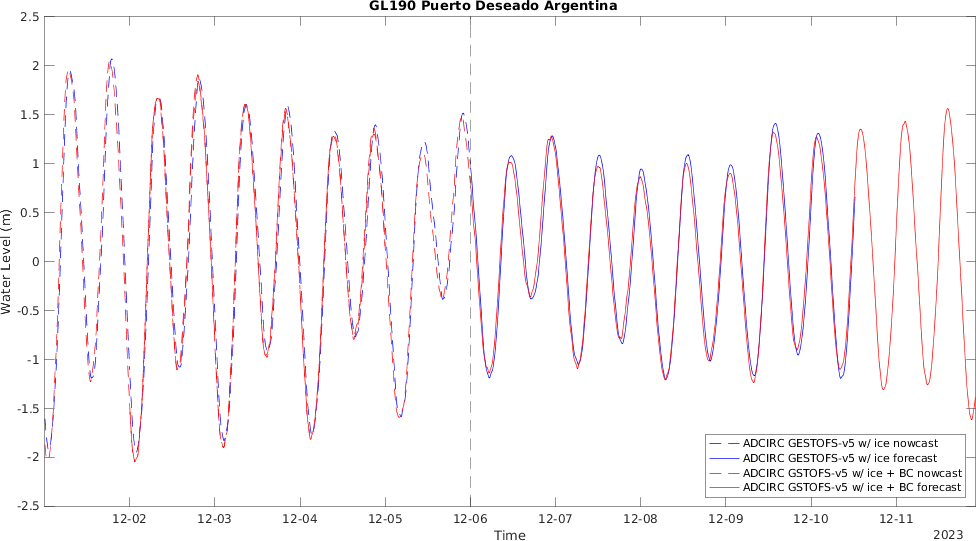 GL190 Puerto Deseado Argentina
2.5
2
1.5
1
0.5
0
-0.5
-1
-1.5
-2
-2.5
Water Level (m)
ADCIRC GESTOFS-v5 w/ ice nowcast
ADCIRC GESTOFS-v5 w/ ice forecast
ADCIRC GSTOFS-v5 w/ ice + BC nowcast
ADCIRC GSTOFS-v5 w/ ice + BC forecast
12-02 12-03 12-04 12-05 12-06 12-07 12-08 12-09 12-10 12-11
Time
2023